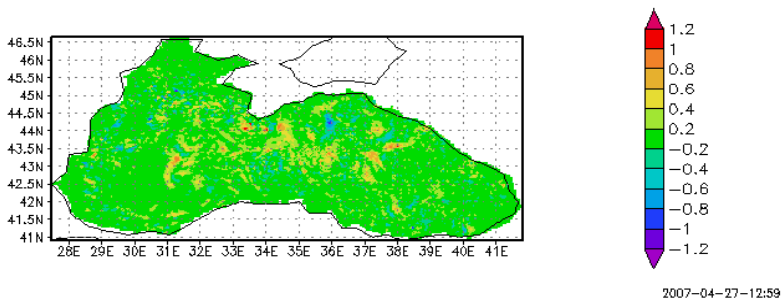 46.5N
46N
45.5N
45N
44.5N
44N
43.5N
43N
42.5N
42N
41.5N
41N
28E 29E 30E 31E 32E 33E 34E 35E 36E 37E 38E 39E 40E 41E
1.2
1
0.8
0.6
0.4
0.2
−0.2
−0.4
−0.6
−0.8
−1
−1.2
2007-04-27-12:59